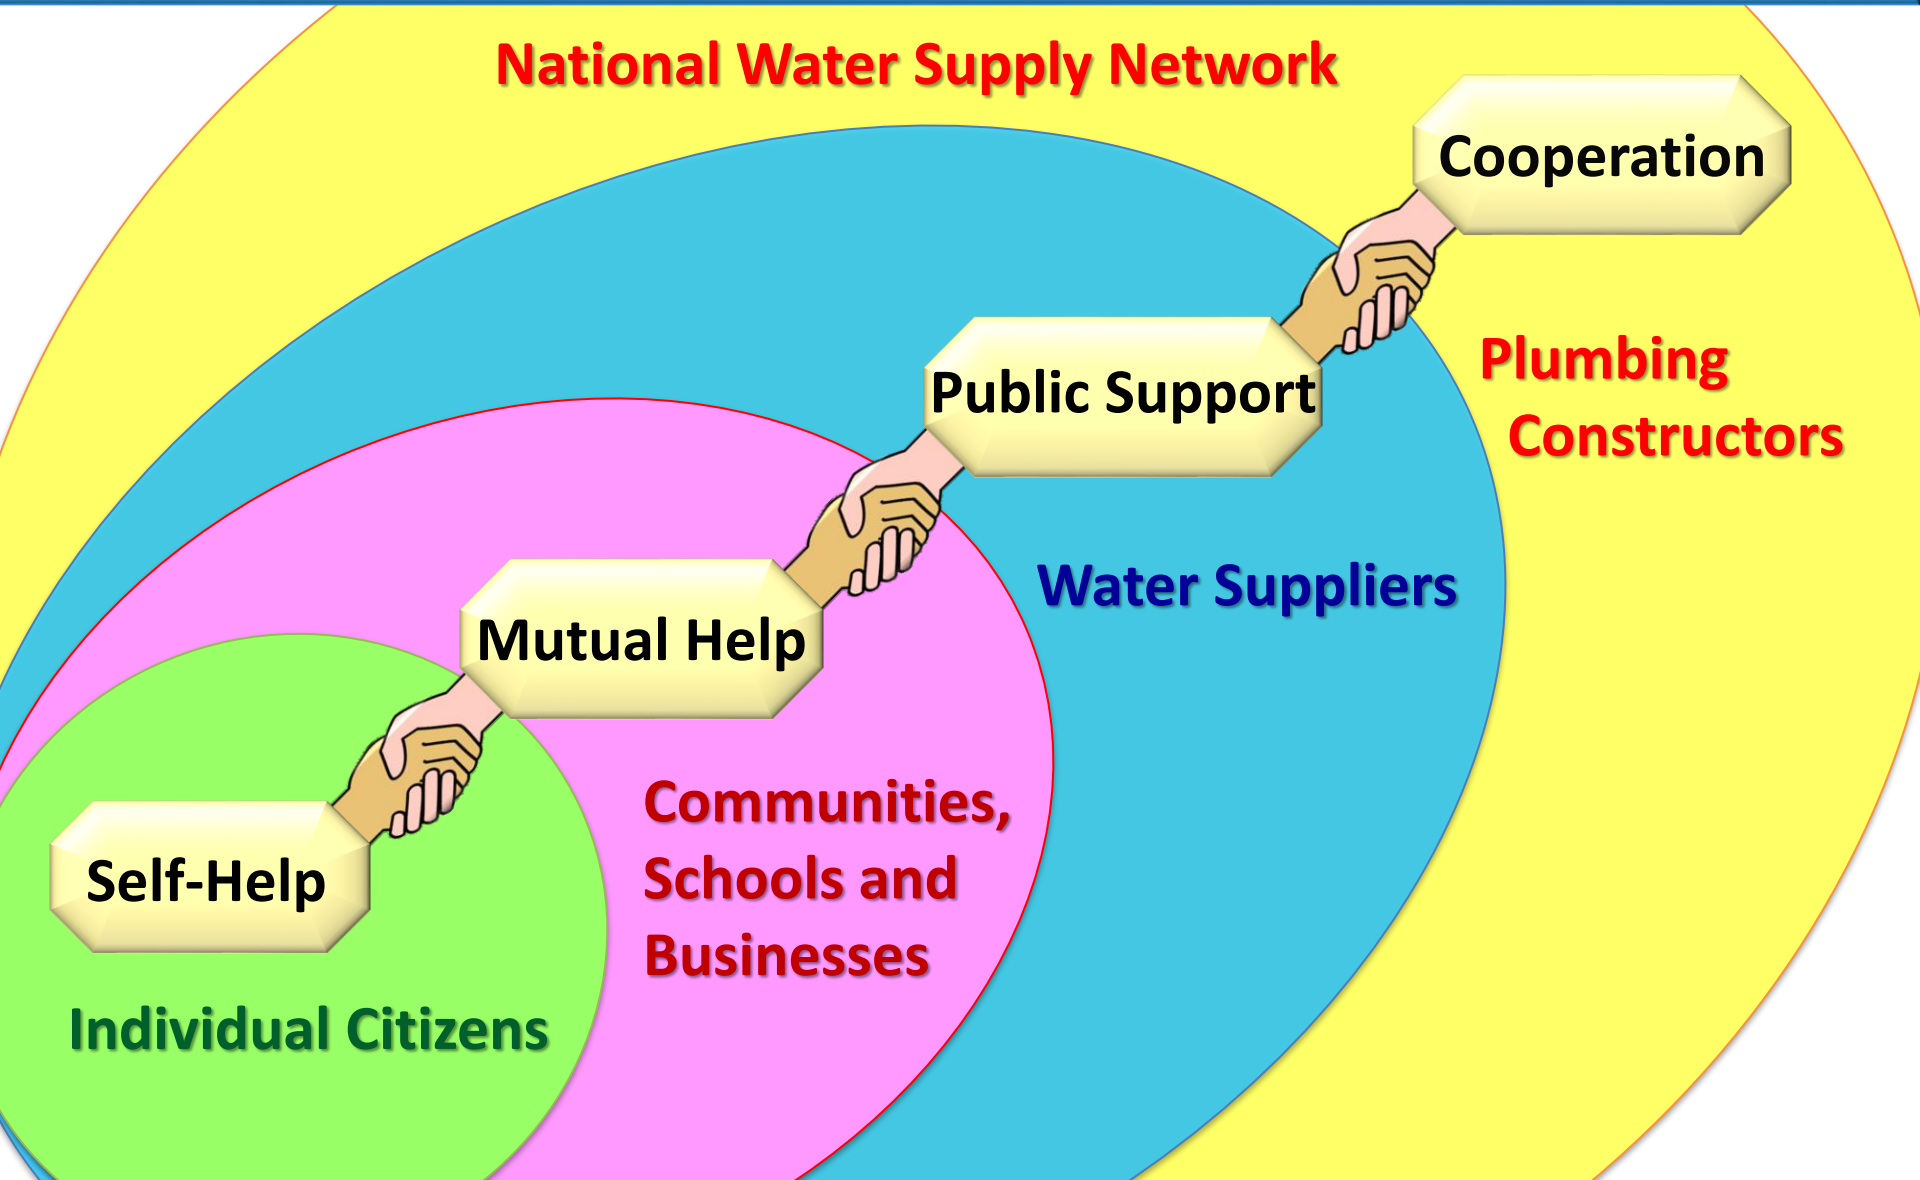 National Water Supply Network
Cooperation
Plumbing
Constructors
Public Support
Water Suppliers
Mutual Help
Communities,
Schools and
Businesses
Self-Help
Individual Citizens